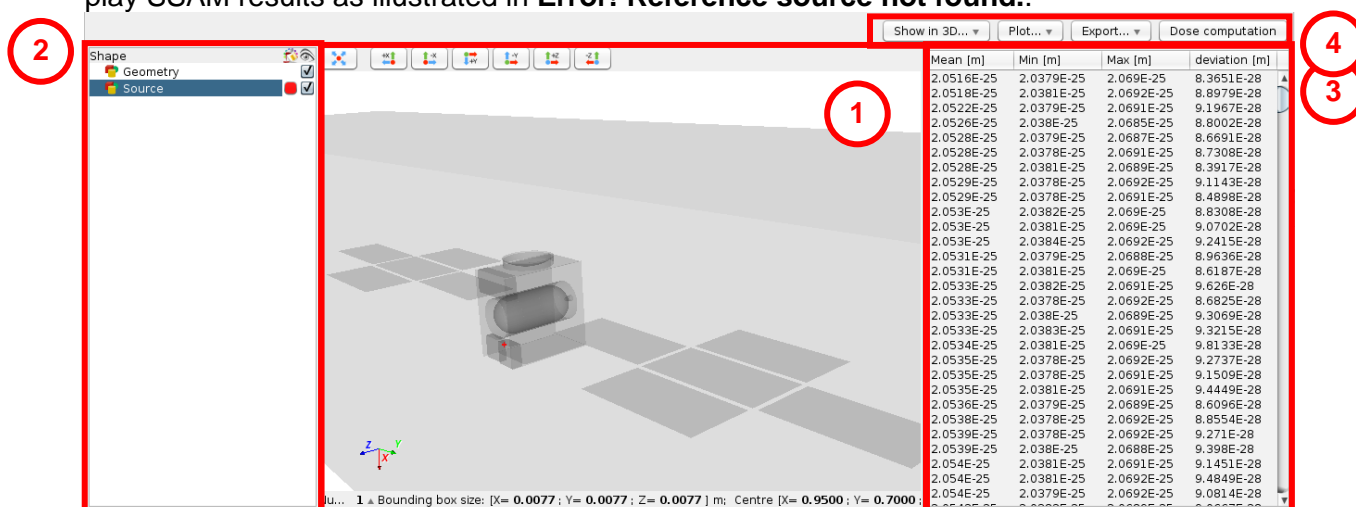 play SSAM results as illustrated in Error! Reference source not found..
Show in 3D... ▾ Plot... ▾ Export... ▾ Dose computation
2
4
Shape
Geometry
Source
+X -X +Y -Y +Z -Z
1
3
Mean [m] Min [m] Max [m] deviation [m]
2.0516E-25 2.0379E-25 2.069E-25 8.3651E-28
2.0518E-25 2.0381E-25 2.0692E-25 8.8979E-28
2.0522E-25 2.0379E-25 2.0691E-25 9.1967E-28
2.0526E-25 2.038E-25 2.0685E-25 8.8002E-28
2.0528E-25 2.0379E-25 2.0687E-25 8.6691E-28
2.0528E-25 2.0378E-25 2.0691E-25 8.7308E-28
2.0528E-25 2.0381E-25 2.0689E-25 8.3917E-28
2.0529E-25 2.0378E-25 2.0692E-25 9.1143E-28
2.0529E-25 2.0378E-25 2.0691E-25 8.4898E-28
2.053E-25 2.0382E-25 2.069E-25 8.8308E-28
2.053E-25 2.0381E-25 2.069E-25 9.0702E-28
2.053E-25 2.0384E-25 2.0692E-25 9.2415E-28
2.0531E-25 2.0379E-25 2.0688E-25 8.9636E-28
2.0531E-25 2.0381E-25 2.069E-25 8.6187E-28
2.0533E-25 2.0382E-25 2.0691E-25 9.626E-28
2.0533E-25 2.0378E-25 2.0692E-25 8.6825E-28
2.0533E-25 2.038E-25 2.0689E-25 9.3069E-28
2.0533E-25 2.0383E-25 2.0691E-25 9.3215E-28
2.0534E-25 2.0381E-25 2.069E-25 9.8133E-28
2.0535E-25 2.0378E-25 2.0692E-25 9.2737E-28
2.0535E-25 2.0378E-25 2.0691E-25 9.1509E-28
2.0535E-25 2.0381E-25 2.0691E-25 9.4449E-28
2.0536E-25 2.0379E-25 2.0689E-25 8.6096E-28
2.0538E-25 2.0378E-25 2.0692E-25 8.8554E-28
2.0539E-25 2.0378E-25 2.0692E-25 9.271E-28
2.0539E-25 2.038E-25 2.0688E-25 9.398E-28
2.054E-25 2.0381E-25 2.0691E-25 9.1451E-28
2.054E-25 2.0381E-25 2.0692E-25 9.4849E-28
2.054E-25 2.0379E-25 2.0692E-25 9.0814E-28
Z Y
X
1 Bounding box size: [X= 0.0077 ; Y= 0.0077 ; Z= 0.0077 ] m; Centre [X= 0.9500 ; Y= 0.7000 ;